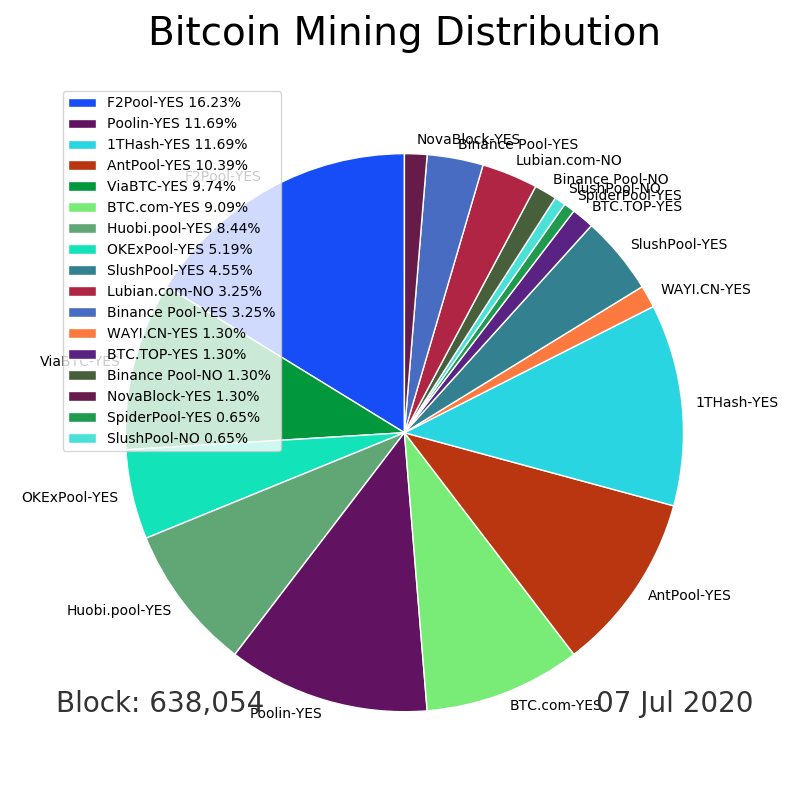 Bitcoin Mining Distribution
F2Pool-YES 16.23%
Poolin-YES 11.69%
1THash-YES 11.69%
AntPool-YES 10.39%
ViaBTC-YES 9.74%
BTC.com-YES 9.09%
Huobi.pool-YES 8.44%
OKExPool-YES 5.19%
SlushPool-YES 4.55%
Lubian.com-NO 3.25%
Binance Pool-YES 3.25%
WAYI.CN-YES 1.30%
BTC.TOP-YES 1.30%
Binance Pool-NO 1.30%
NovaBlock-YES 1.30%
SpiderPool-YES 0.65%
SlushPool-NO 0.65%
NovaBlock-YES
Binance Pool-YES
Lubian.com-NO
Binance Pool-NO
SlushPool-NO
SpiderPool-YES
BTC.TOP-YES
SlushPool-YES
WAYI.CN-YES
1THash-YES
AntPool-YES
BTC.com-YES
Poolin-YES
Huobi.pool-YES
OKExPool-YES
ViaBTC-YES
F2Pool-YES
Block: 638,054
07 Jul 2020